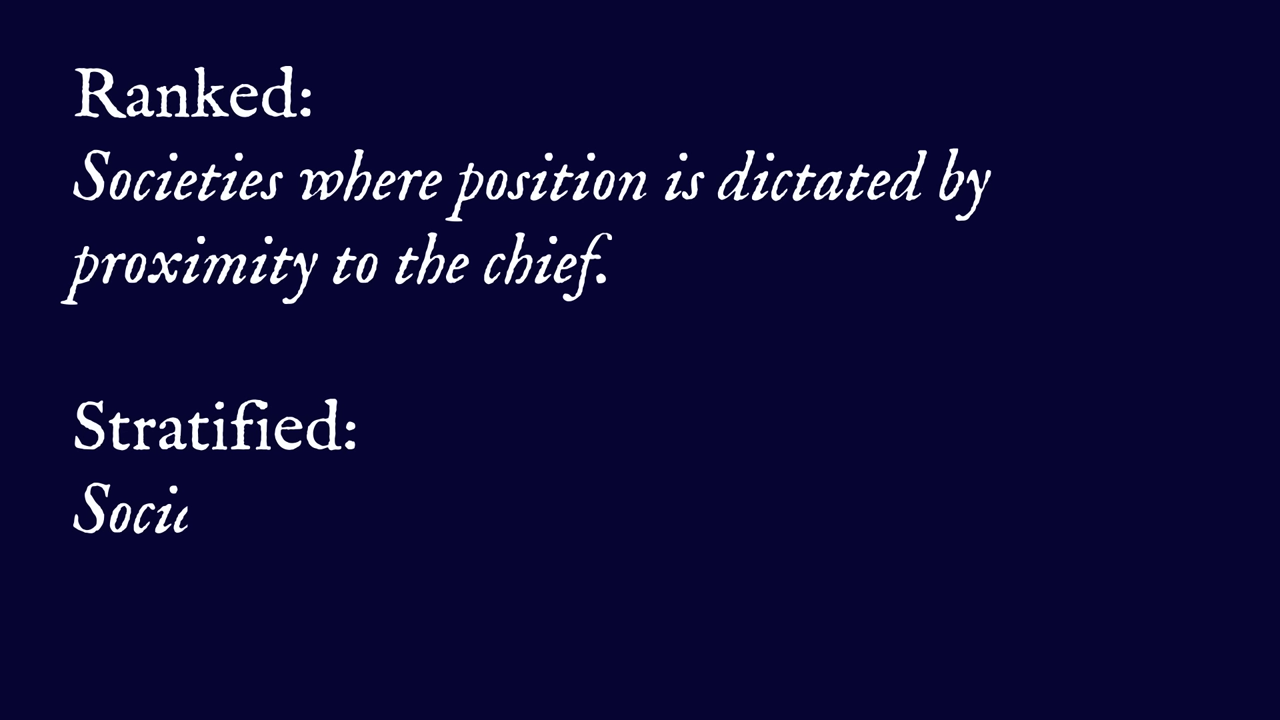 Ranked:
Societies where position is dictated by
proximity to the chief.
Stratified:
Soci